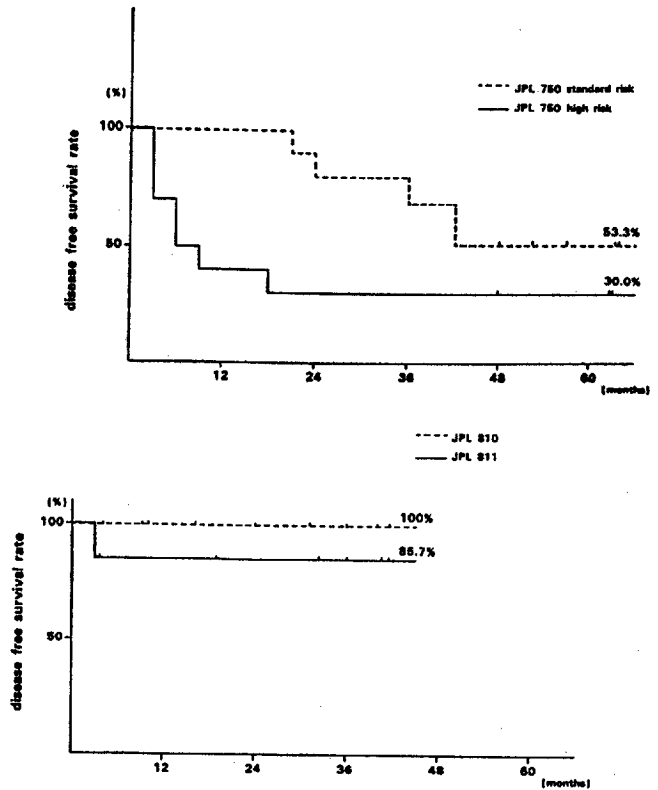 JPL 750 standard risk
JPL 750 high risk
(%)
100
50
disease free survival rate
53.3%
30.0%
12 24 36 48 60
(months)
JPL 810
JPL 811
(%)
100
50
disease free survival rate
100%
85.7%
12 24 36 48 60
(months)